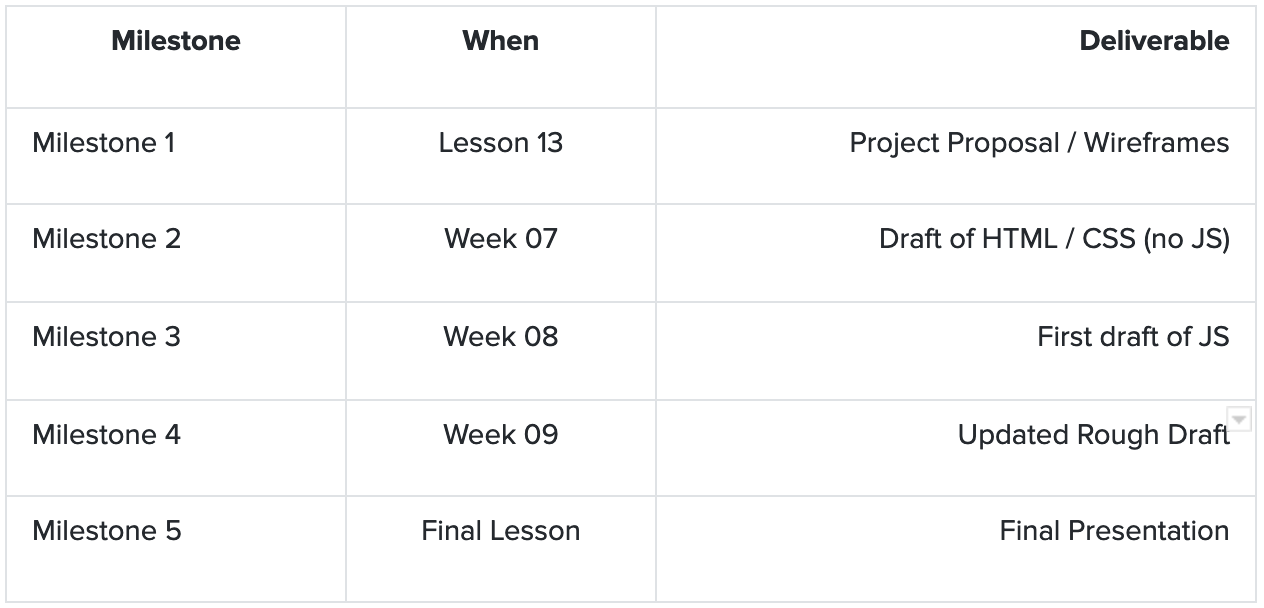 Milestone When Deliverable
Milestone 1 Lesson 13 Project Proposal / Wireframes
Milestone 2 Week 07 Draft of HTML / CSS (no JS)
Milestone 3 Week 08 First draft of JS
Milestone 4 Week 09 Updated Rough Draft
Milestone 5 Final Lesson Final Presentation